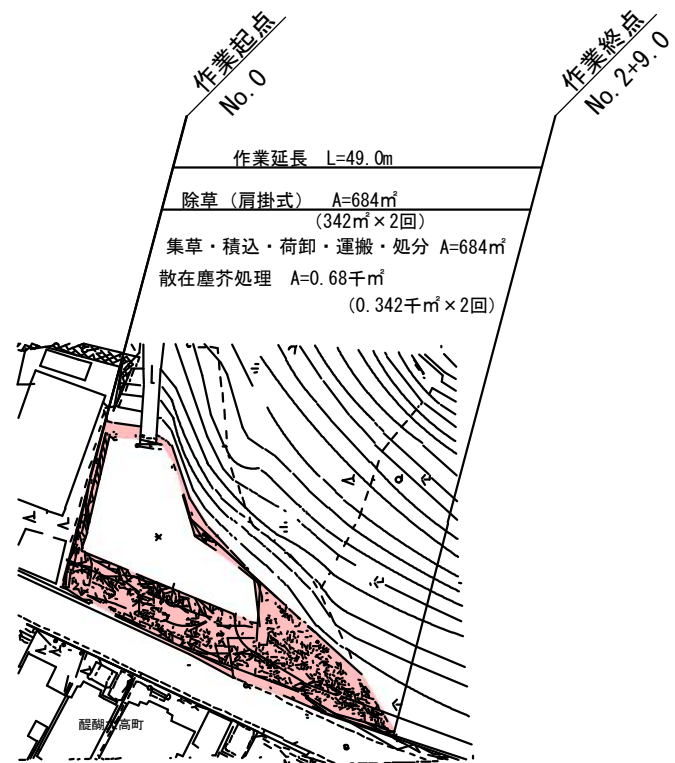 作業起点
No.0
作業終点
No.2+9.0
作業延長 L=49.0m
除草（肩掛式） A=684㎡
(342㎡×2回)
集草・積込・荷卸・運搬・処分 A=684㎡
散在塵芥処理 A=0.68千㎡
(0.342千㎡×2回)